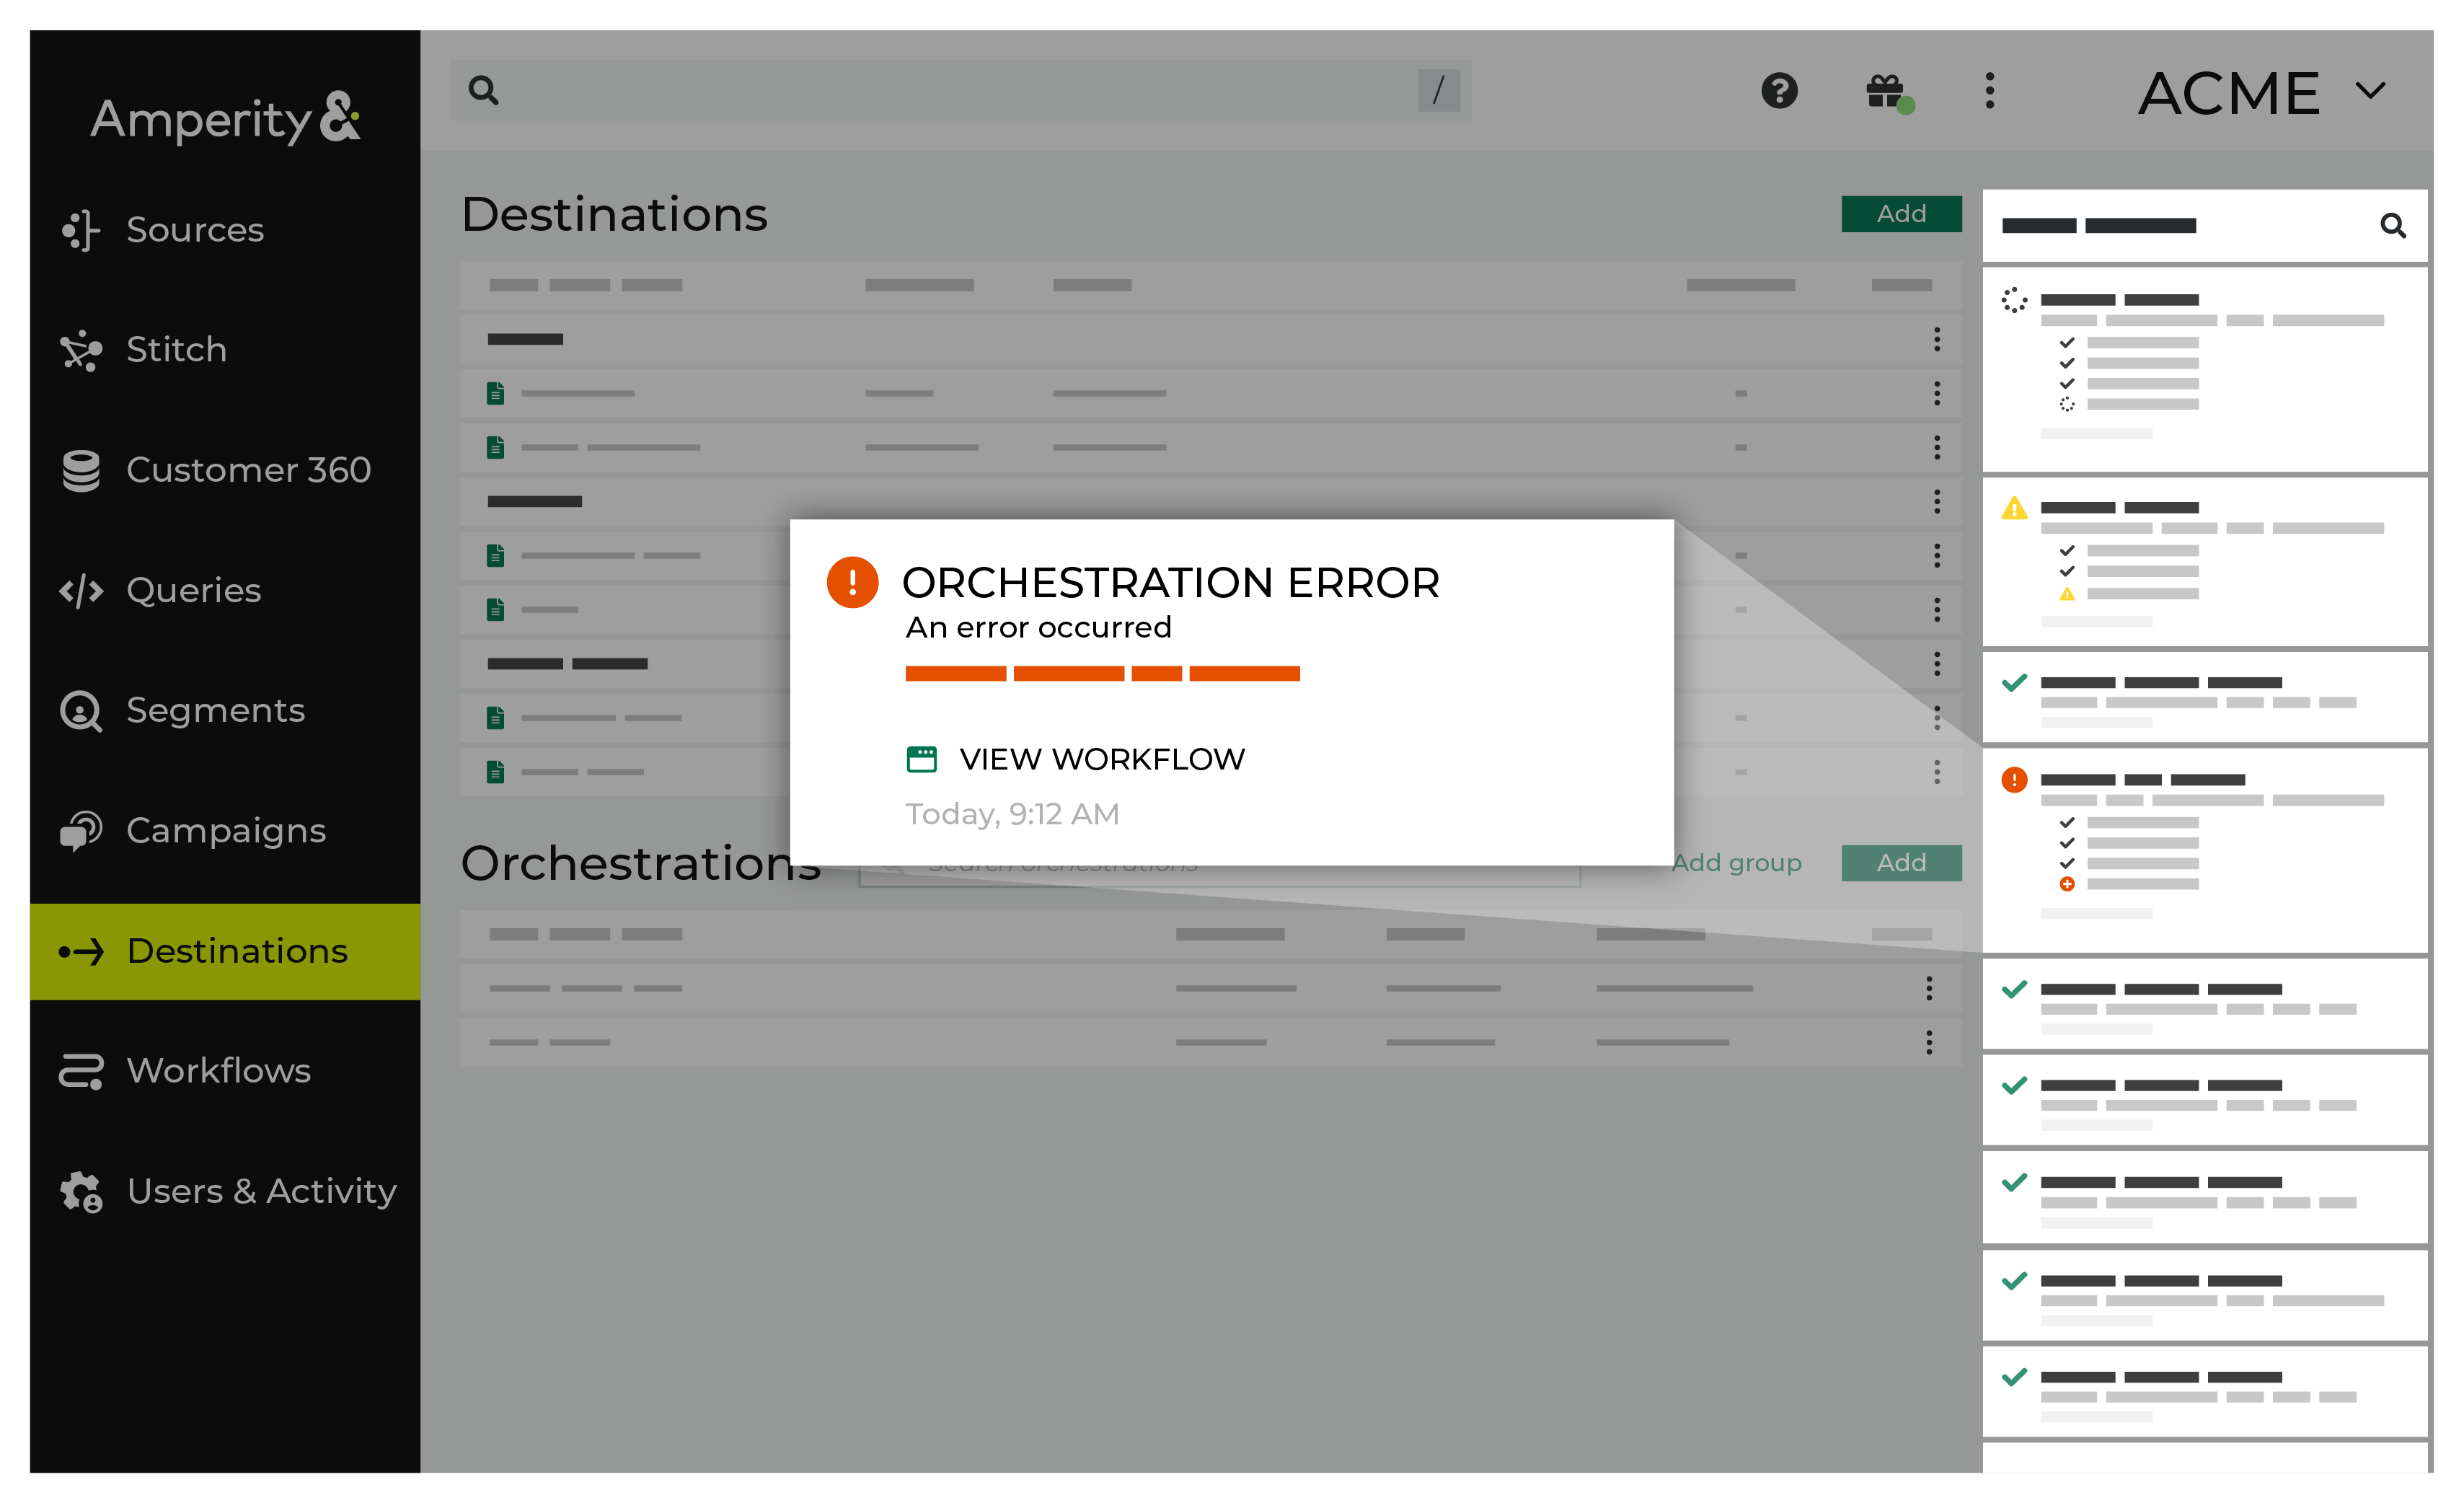 Amperity&
Sources
Stitch
Customer 360
Queries
Segments
Campaigns
Destinations
Workflows
Users & Activity
/
ACME
Destinations
Add
ORCHESTRATION ERROR
An error occurred
VIEW WORKFLOW
Today, 9:12 AM
Orchestrations
Search orchestrations
Add group
Add